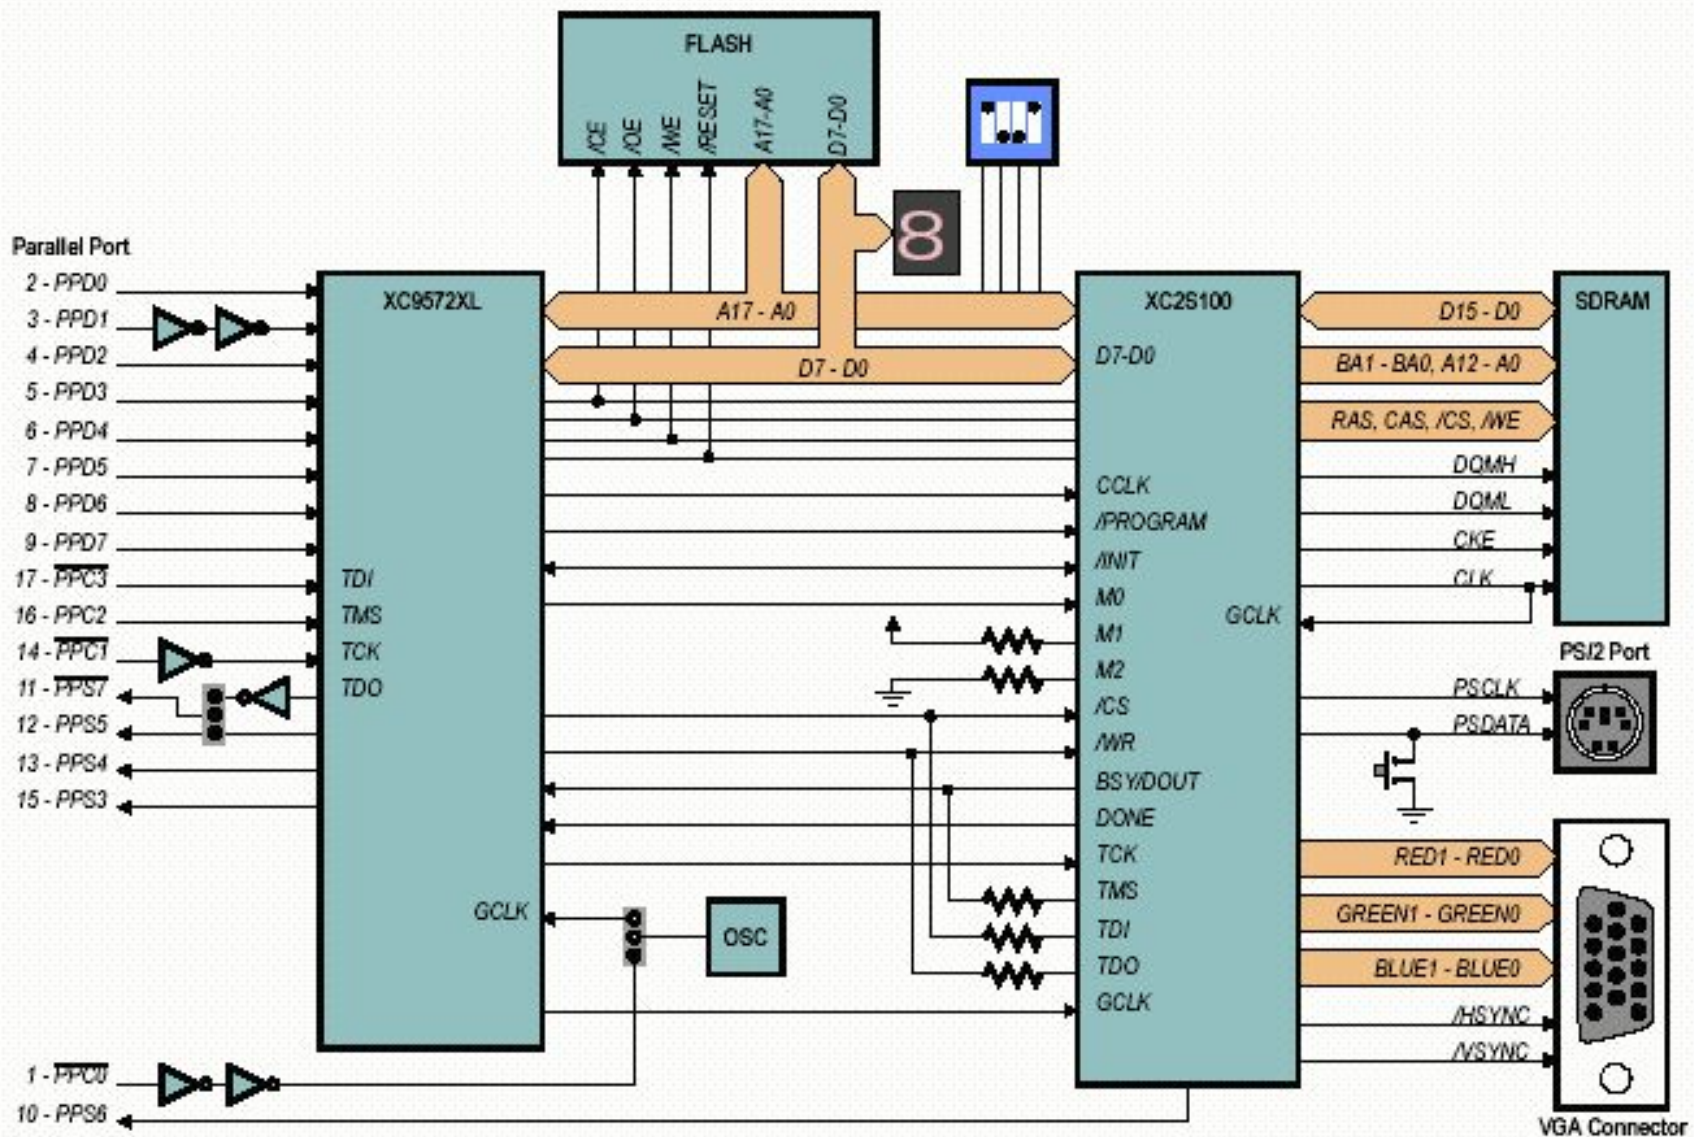 FLASH
/CE
/OE
/WE
/RESET
A17-A0
D7-D0
8
Parallel Port
2 - PPD0
3 - PPD1
4 - PPD2
5 - PPD3
6 - PPD4
7 - PPD5
8 - PPD6
9 - PPD7
17 - PPC3
16 - PPC2
14 - PPC1
11 - PPS7
12 - PPS5
13 - PPS4
15 - PPS3
1 - PPC0
10 - PPS6
XC9572XL
TDI
TMS
TCK
TDO
GCLK
A17 - A0
D7 - D0
OSC
XC2S100
D7-D0
CCLK
/PROGRAM
/INIT
M0
M1
M2
/CS
/WR
BSY/DOUT
DONE
TCK
TMS
TDI
TDO
GCLK
GCLK
D15 - D0
BA1 - BA0, A12 - A0
RAS, CAS, /CS, /WE
DQMH
DQML
CKE
CLK
SDRAM
PS/2 Port
PSCLK
PSDATA
RED1 - RED0
GREEN1 - GREEN0
BLUE1 - BLUE0
/HSYNC
/VSYNC
VGA Connector